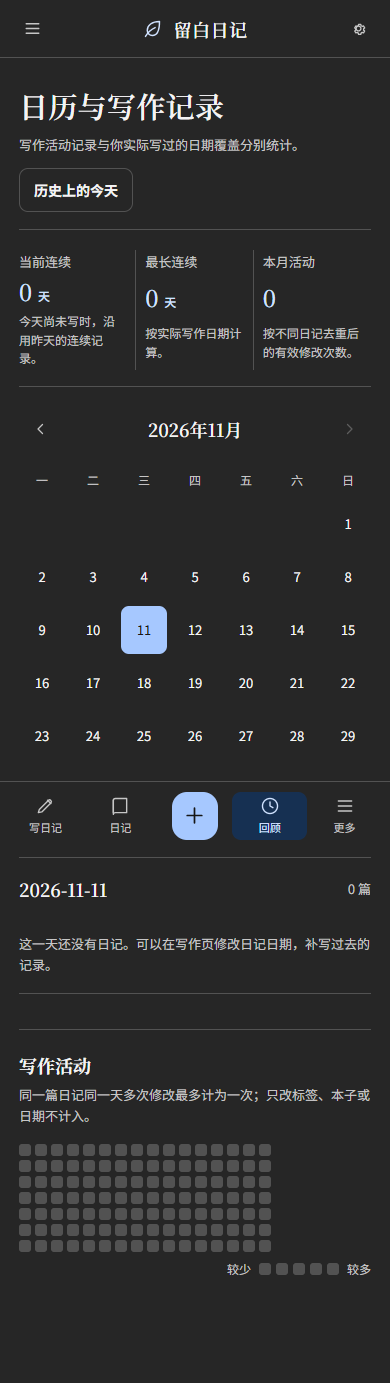 留白日记
日历与写作记录
写作活动记录与你实际写过的日期覆盖分别统计。
历史上的今天
当前连续
0 天
今天尚未写时，沿
用昨天的连续记
录。
最长连续
0 天
按实际写作日期计
算。
本月活动
0
按不同日记去重后
的有效修改次数。
2026年11月
一 二 三 四 五 六 日
1
2 3 4 5 6 7 8
9 10 11 12 13 14 15
16 17 18 19 20 21 22
23 24 25 26 27 28 29
写日记 日记 回顾 更多
2026-11-11 0 篇
这一天还没有日记。可以在写作页修改日记日期，补写过去的
记录。
写作活动
同一篇日记同一天多次修改最多计为一次；只改标签、本子或
日期不计入。
较少 较多